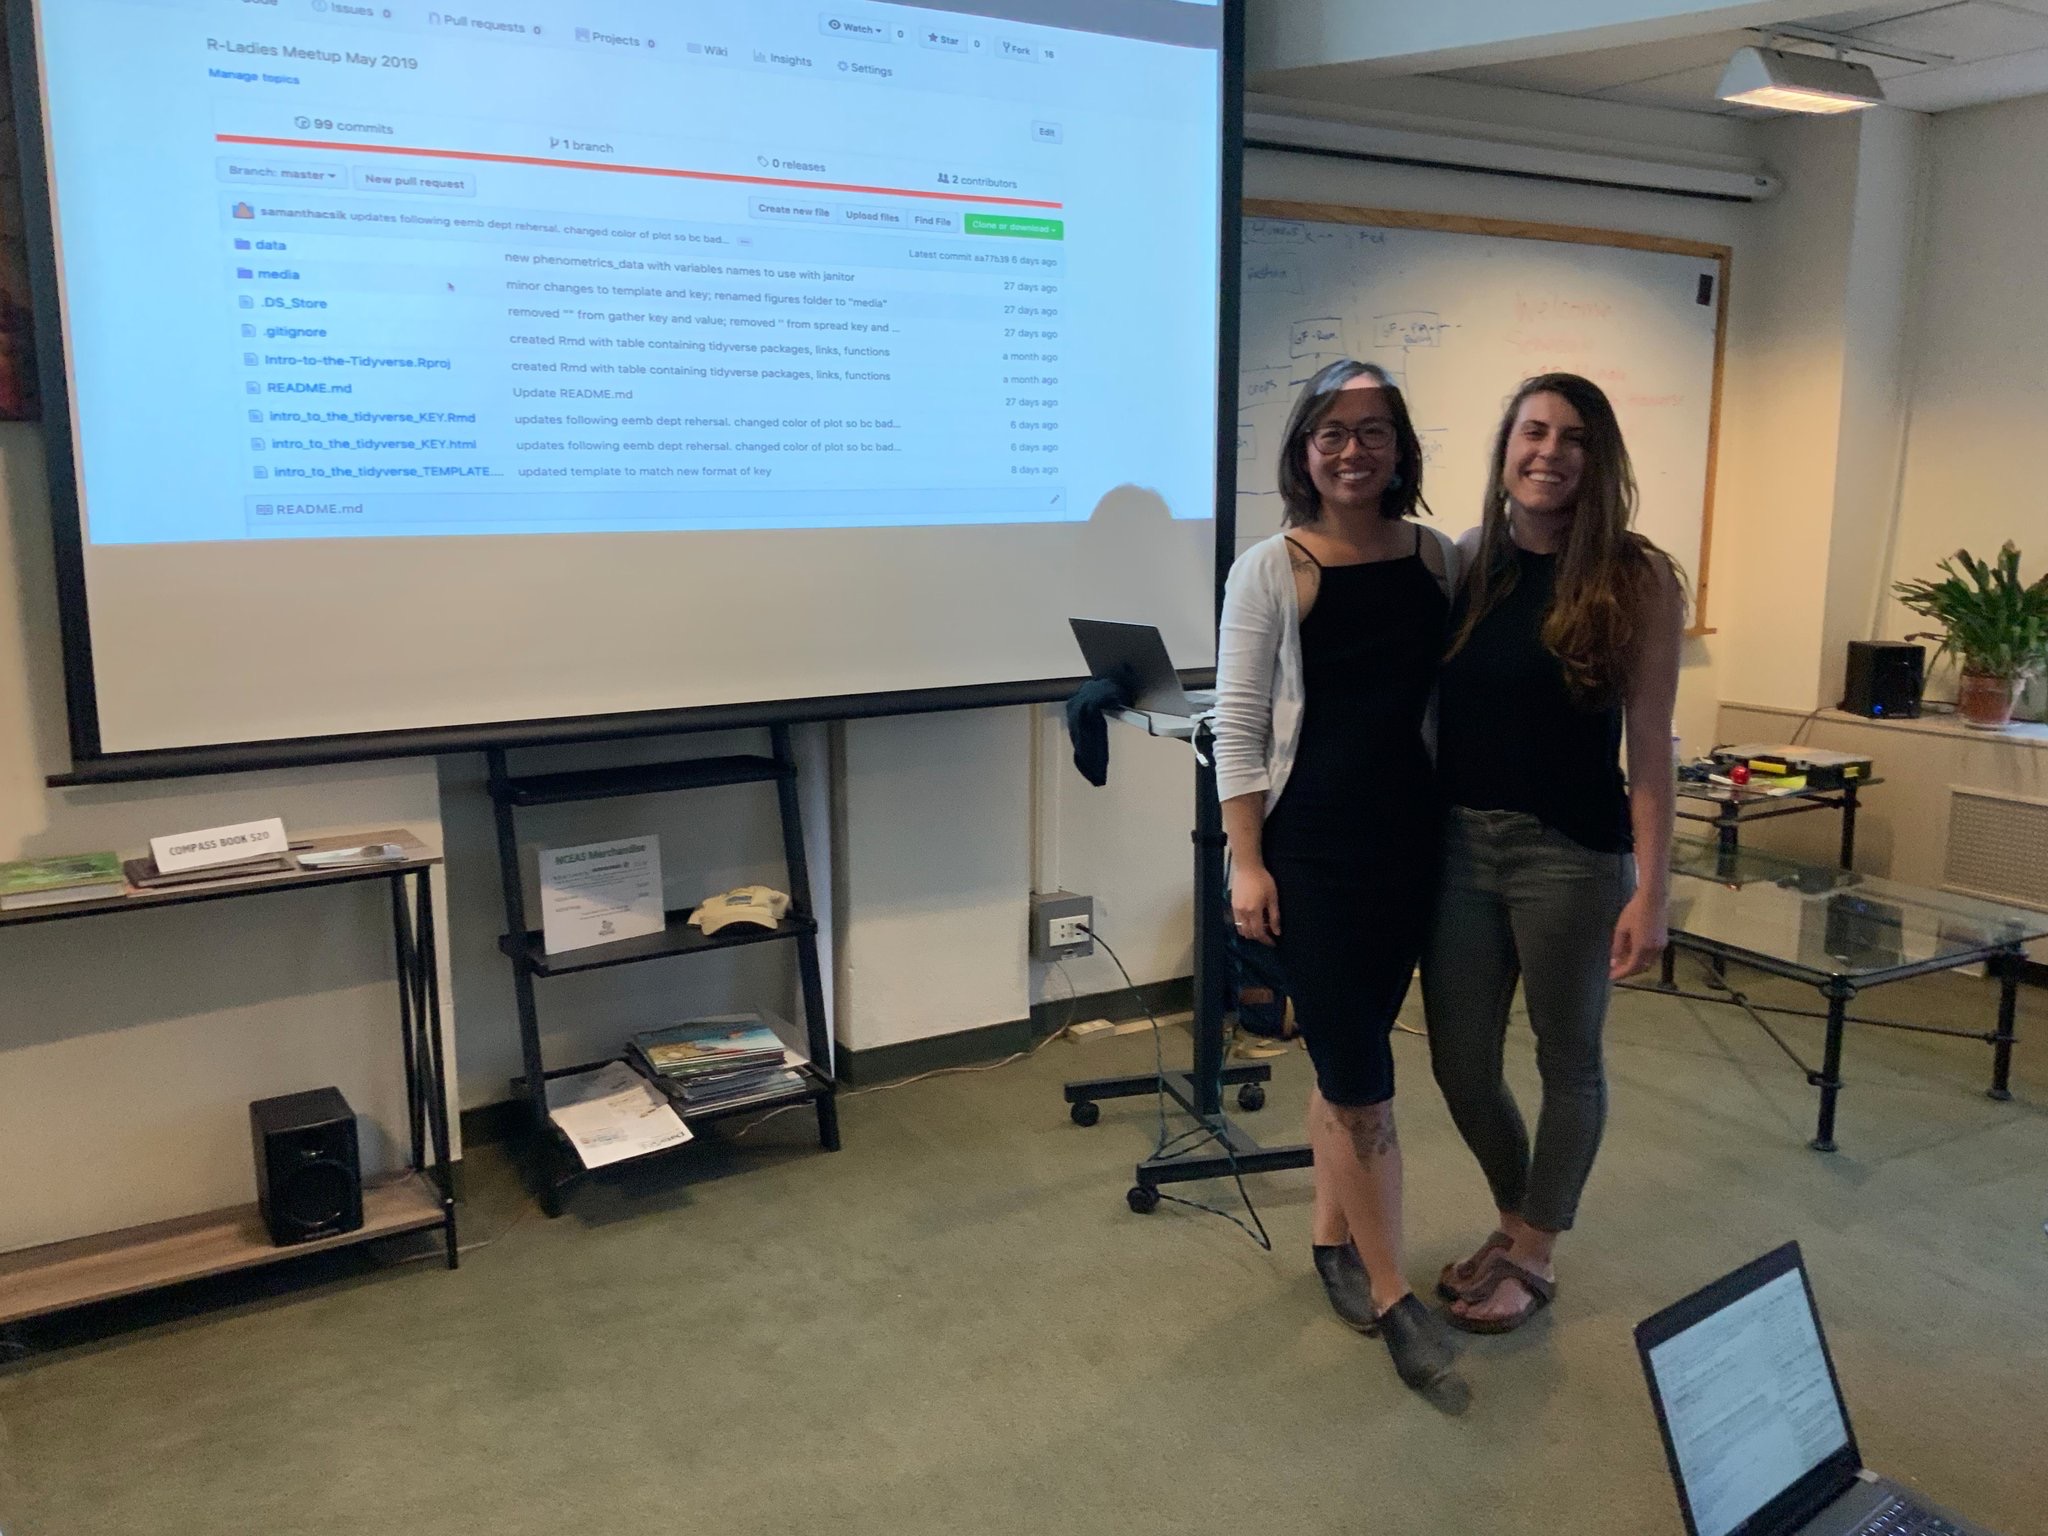 Issues 0
Pull requests 0
Projects 0
Wiki
Insights
Settings
Watch 0
Star 0
Fork 16
R-Ladies Meetup May 2019
Manage topics
Edit
99 commits
1 branch
0 releases
2 contributors
Branch: master
New pull request
Create new file
Upload files
Find File
Clone or download
samanthacsik updates following eemb dept rehersal. changed color of plot so bc bad...
Latest commit aa77b39 6 days ago
data new phenometrics_data with variables names to use with janitor 27 days ago
media minor changes to template and key; renamed figures folder to "media" 27 days ago
.DS_Store removed "" from gather key and value; removed '' from spread key and ... 27 days ago
.gitignore created Rmd with table containing tidyverse packages, links, functions a month ago
Intro-to-the-Tidyverse.Rproj created Rmd with table containing tidyverse packages, links, functions a month ago
README.md Update README.md 27 days ago
intro_to_the_tidyverse_KEY.Rmd updates following eemb dept rehersal. changed color of plot so bc bad... 6 days ago
intro_to_the_tidyverse_KEY.html updates following eemb dept rehersal. changed color of plot so bc bad... 6 days ago
intro_to_the_tidyverse_TEMPLATE.... updated template to match new format of key 8 days ago
README.md
crops
COMPASS BOOK 520
NCEAS Merchandise